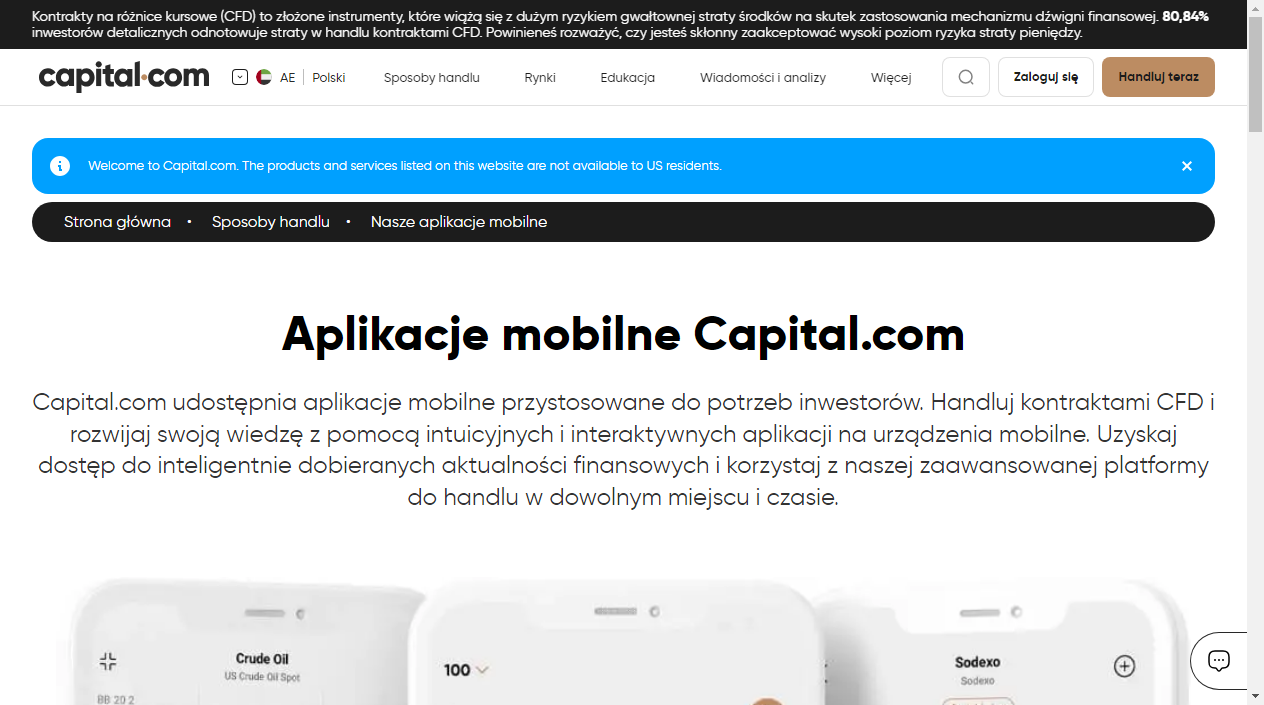 Kontrakty na różnice kursowe (CFD) to złożone instrumenty, które wiążą się z dużym ryzykiem gwałtownej straty środków na skutek zastosowania mechanizmu dźwigni finansowej. 80,84%
inwestorów detalicznych odnotowuje straty w handlu kontraktami CFD. Powinieneś rozważyć, czy jesteś skłonny zaakceptować wysoki poziom ryzyka straty pieniędzy.
capital.com AE Polski Sposoby handlu Rynki Edukacja Wiadomości i analizy Więcej Zaloguj się Handluj teraz
Welcome to Capital.com. The products and services listed on this website are not available to US residents.
Strona główna • Sposoby handlu • Nasze aplikacje mobilne
Aplikacje mobilne Capital.com
Capital.com udostępnia aplikacje mobilne przystosowane do potrzeb inwestorów. Handluj kontraktami CFD i
rozwijaj swoją wiedzę z pomocą intuicyjnych i interaktywnych aplikacji na urządzenia mobilne. Uzyskaj
dostęp do inteligentnie dobieranych aktualności finansowych i korzystaj z naszej zaawansowanej platformy
do handlu w dowolnym miejscu i czasie.
Crude Oil
US Crude Oil Spot
BB 20 2
100
Sodexo
Sodexo